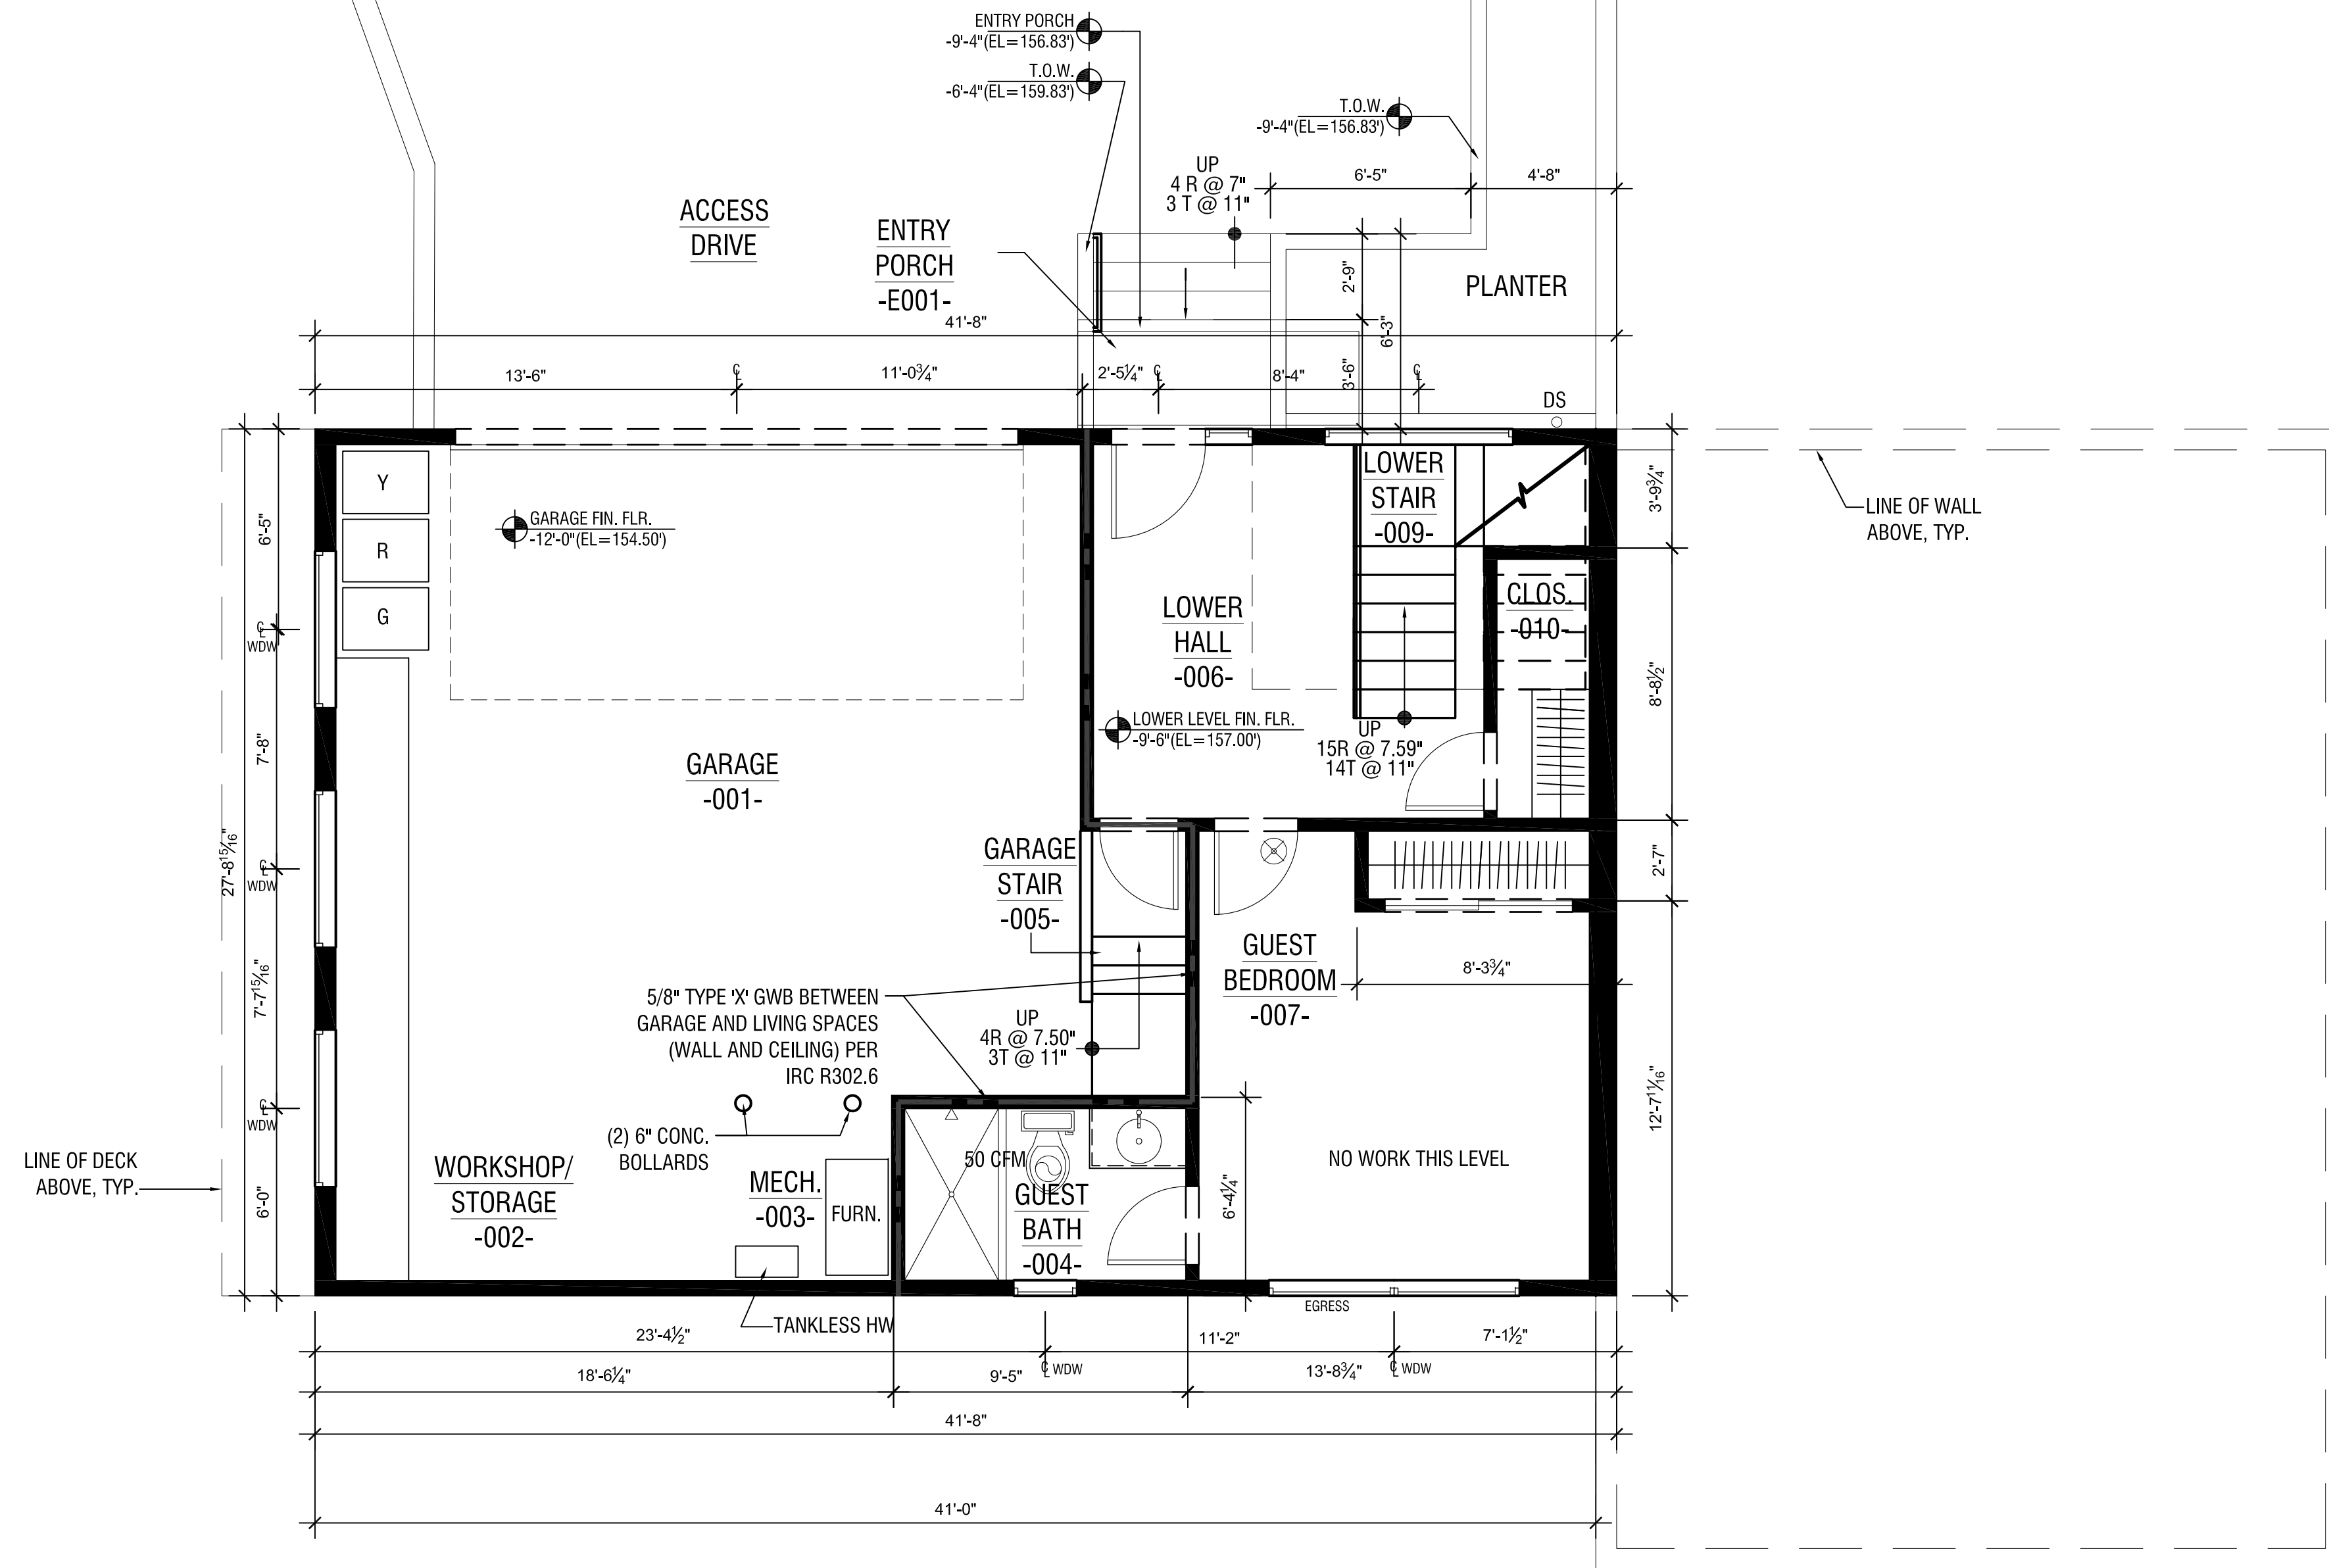 ENTRY PORCH
-9'-4"(EL=156.83')
T.O.W.
-6'-4"(EL=159.83')
T.O.W.
-9'-4"(EL=156.83')
UP
4 R @ 7"
3 T @ 11"
6'-5"
4'-8"
ACCESS
DRIVE
ENTRY
PORCH
-E001-
PLANTER
2'-9"
6'-3"
3'-6"
41'-8"
13'-6"
℄
11'-0¾"
2'-5¼"
℄
8'-4"
℄
DS
Y
R
G
GARAGE FIN. FLR.
-12'-0"(EL=154.50')
LOWER
STAIR
-009-
3'-9¾"
LINE OF WALL
ABOVE, TYP.
6'-5"
℄
WDW
LOWER
HALL
-006-
CLOS.
-010-
8'-8½"
LOWER LEVEL FIN. FLR.
-9'-6"(EL=157.00')
UP
15R @ 7.59"
14T @ 11"
7'-8"
GARAGE
-001-
27'-8 15/16"
℄
WDW
GARAGE
STAIR
-005-
2'-7"
GUEST
BEDROOM
-007-
8'-3¾"
7'-7 15/16"
5/8" TYPE 'X' GWB BETWEEN
GARAGE AND LIVING SPACES
(WALL AND CEILING) PER
IRC R302.6
UP
4R @ 7.50"
3T @ 11"
12'-7 11/16"
℄
WDW
(2) 6" CONC.
BOLLARDS
50 CFM
NO WORK THIS LEVEL
LINE OF DECK
ABOVE, TYP.
6'-0"
WORKSHOP/
STORAGE
-002-
MECH.
-003-
FURN.
GUEST
BATH
-004-
6'-4¼"
EGRESS
TANKLESS HW
23'-4½"
11'-2"
7'-1½"
℄ WDW
℄ WDW
18'-6¼"
9'-5"
13'-8¾"
41'-8"
41'-0"